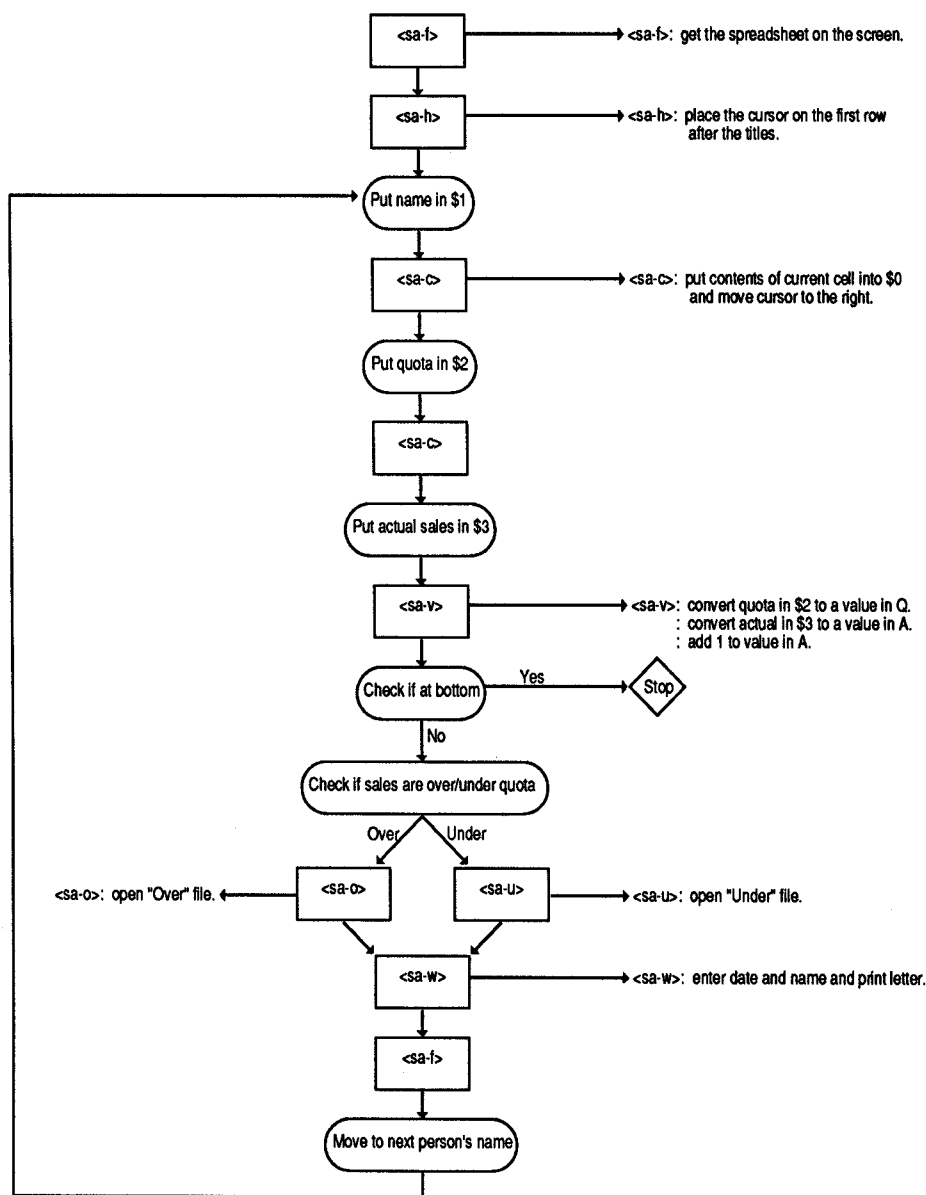 <sa-f>
<sa-f>: get the spreadsheet on the screen.
<sa-h>
<sa-h>: place the cursor on the first row
after the titles.
Put name in $1
<sa-c>
<sa-c>: put contents of current cell into $0
and move cursor to the right.
Put quota in $2
<sa-c>
Put actual sales in $3
<sa-v>
<sa-v>: convert quota in $2 to a value in Q.
: convert actual in $3 to a value in A.
: add 1 to value in A.
Check if at bottom
Yes
Stop
No
Check if sales are over/under quota
Over
Under
<sa-o>: open "Over" file.
<sa-o>
<sa-u>
<sa-u>: open "Under" file.
<sa-w>
<sa-w>: enter date and name and print letter.
<sa-f>
Move to next person's name